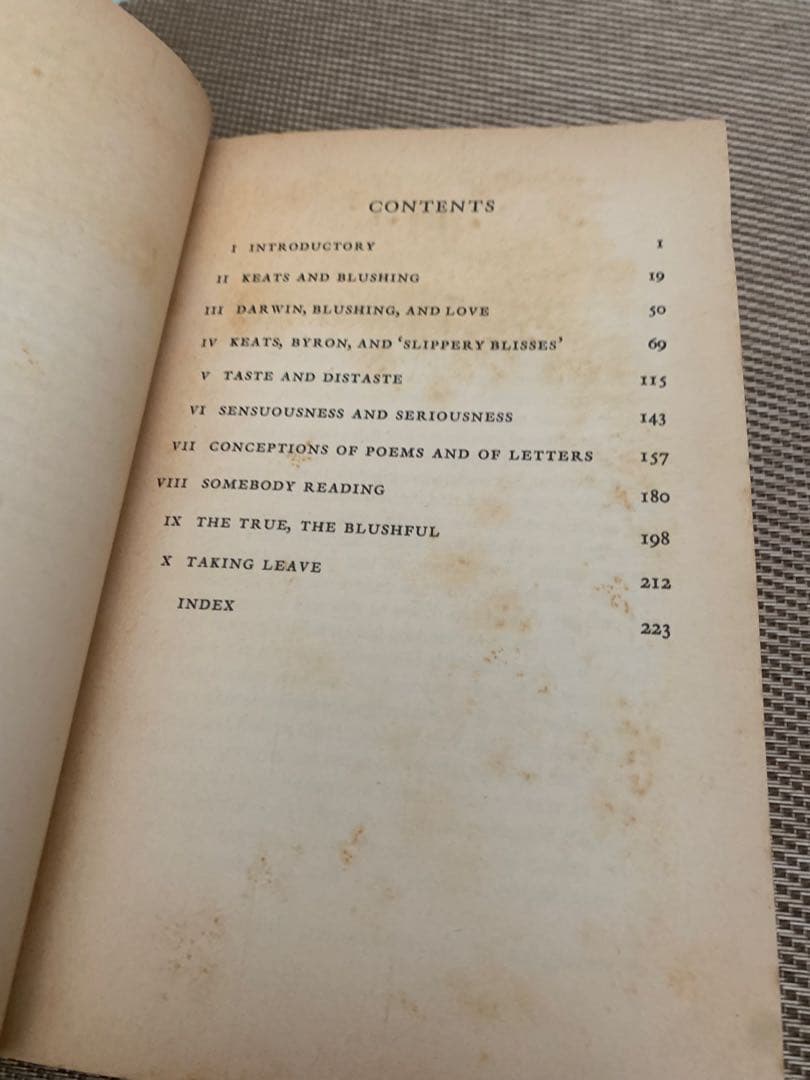 CONTENTS
I INTRODUCTORY 1
II KEATS AND BLUSHING 19
III DARWIN, BLUSHING, AND LOVE 50
IV KEATS, BYRON, AND ‘SLIPPERY BLISSES’ 69
V TASTE AND DISTASTE 115
VI SENSUOUSNESS AND SERIOUSNESS 143
VII CONCEPTIONS OF POEMS AND OF LETTERS 157
VIII SOMEBODY READING 180
IX THE TRUE, THE BLUSHFUL 198
X TAKING LEAVE 212
INDEX 223